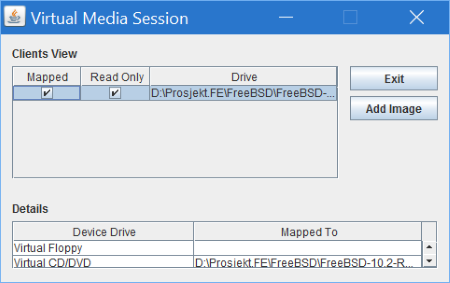 Virtual Media Session
Clients View
Mapped Read Only Drive
D:\Prosjekt.FE\FreeBSD\FreeBSD-...
Exit
Add Image
Details
Device Drive Mapped To
Virtual Floppy
Virtual CD/DVD D:\Prosjekt.FE\FreeBSD\FreeBSD-10.2-R...